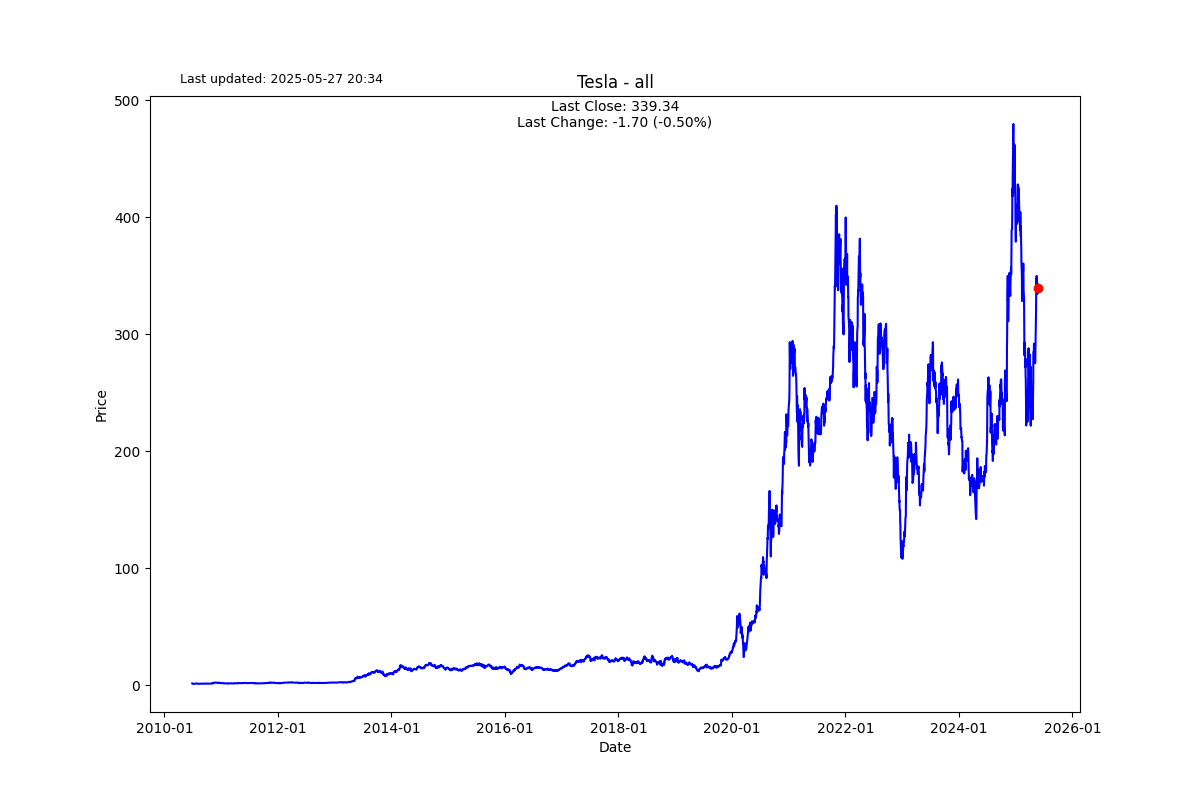 Last updated: 2025-05-27 20:34
Tesla - all
Last Close: 339.34
Last Change: -1.70 (-0.50%)
500
400
300
200
100
0
Price
2010-01
2012-01
2014-01
2016-01
2018-01
2020-01
2022-01
2024-01
2026-01
Date